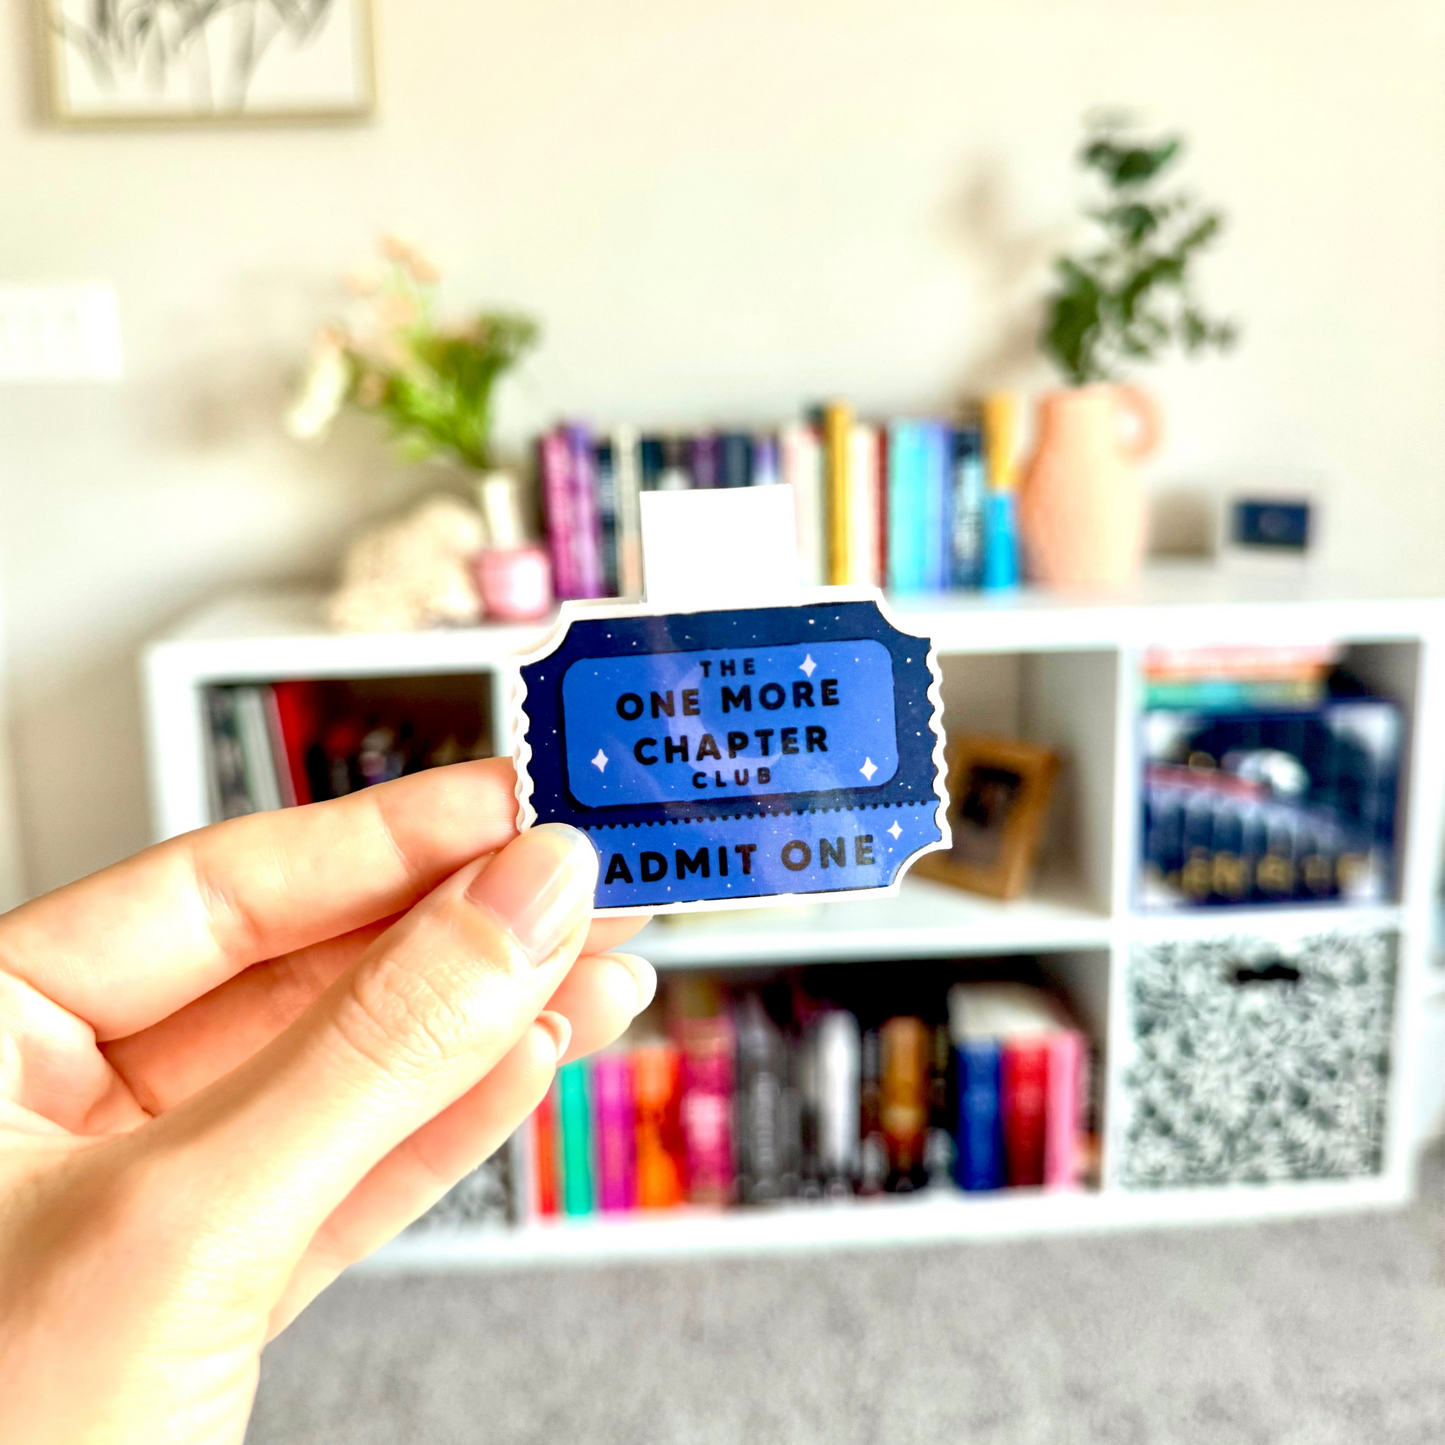 THE
ONE MORE
CHAPTER
CLUB
ADMIT ONE